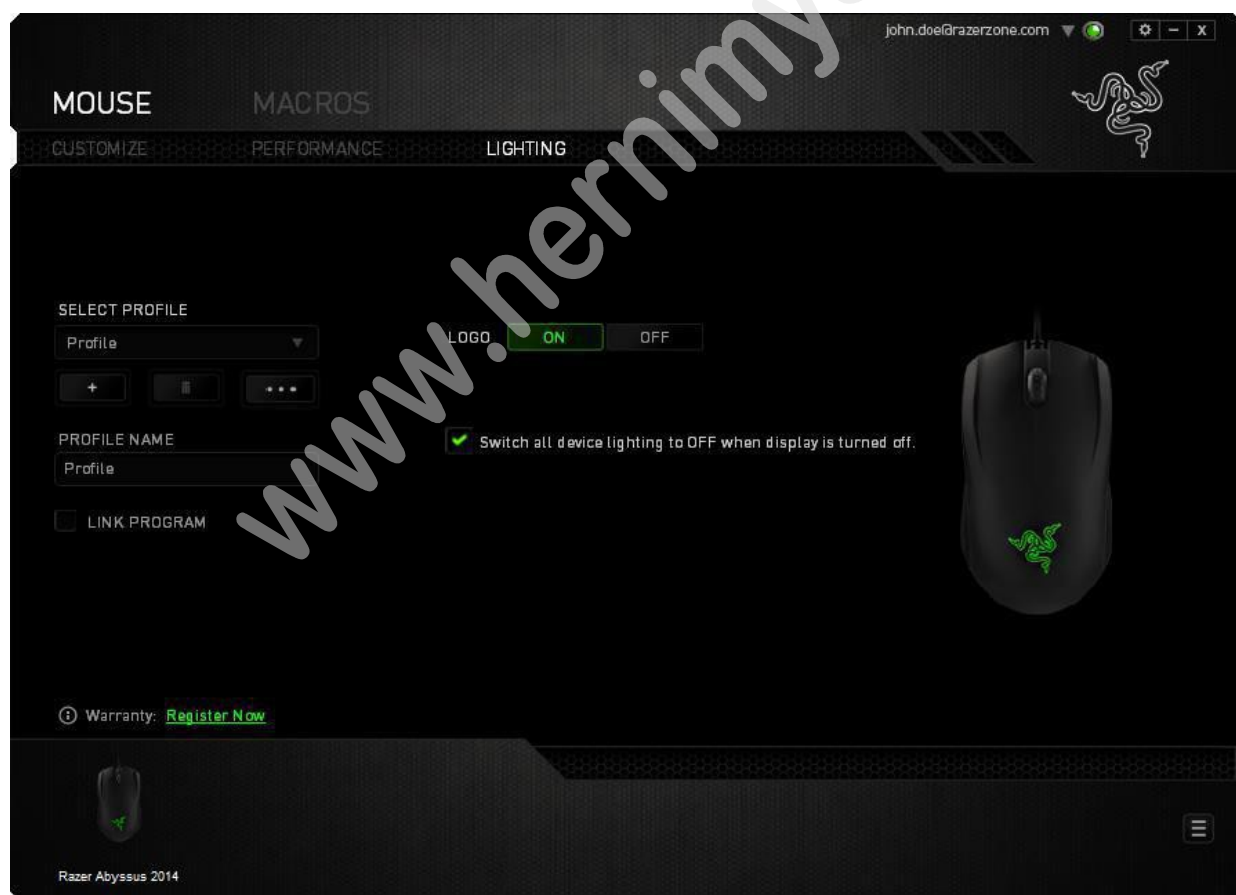 john.doe@razerzone.com
MOUSE MACROS
CUSTOMIZE PERFORMANCE LIGHTING
SELECT PROFILE
Profile
LOGO ON OFF
PROFILE NAME
Profile
Switch all device lighting to OFF when display is turned off.
LINK PROGRAM
Warranty: Register Now
Razer Abyssus 2014
www.hernimy